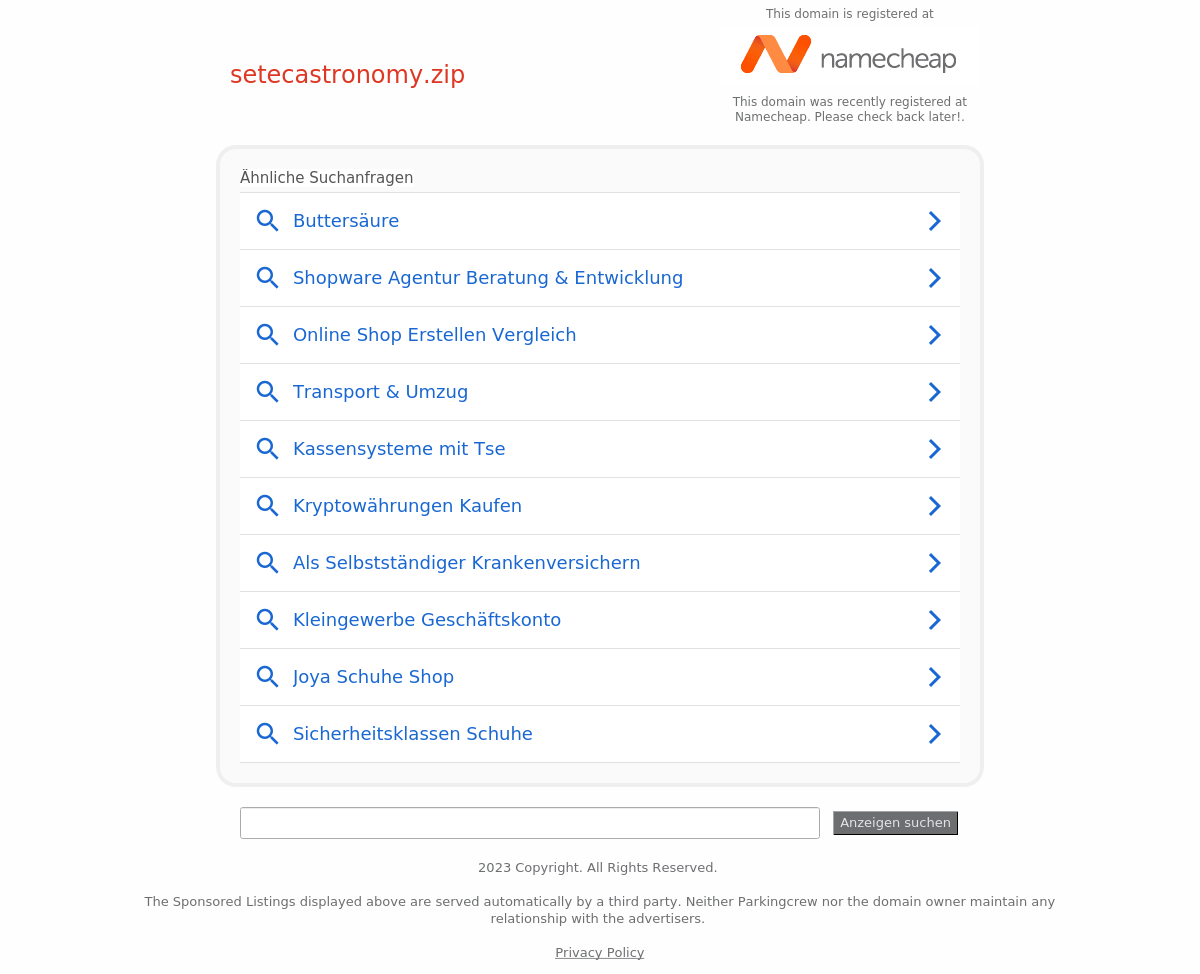 This domain is registered at
namecheap
setecastronomy.zip
This domain was recently registered at
Namecheap. Please check back later!.
Ähnliche Suchanfragen
Buttersäure
Shopware Agentur Beratung & Entwicklung
Online Shop Erstellen Vergleich
Transport & Umzug
Kassensysteme mit Tse
Kryptowährungen Kaufen
Als Selbstständiger Krankenversichern
Kleingewerbe Geschäftskonto
Joya Schuhe Shop
Sicherheitsklassen Schuhe
Anzeigen suchen
2023 Copyright. All Rights Reserved.
The Sponsored Listings displayed above are served automatically by a third party. Neither Parkingcrew nor the domain owner maintain any
relationship with the advertisers.
Privacy Policy